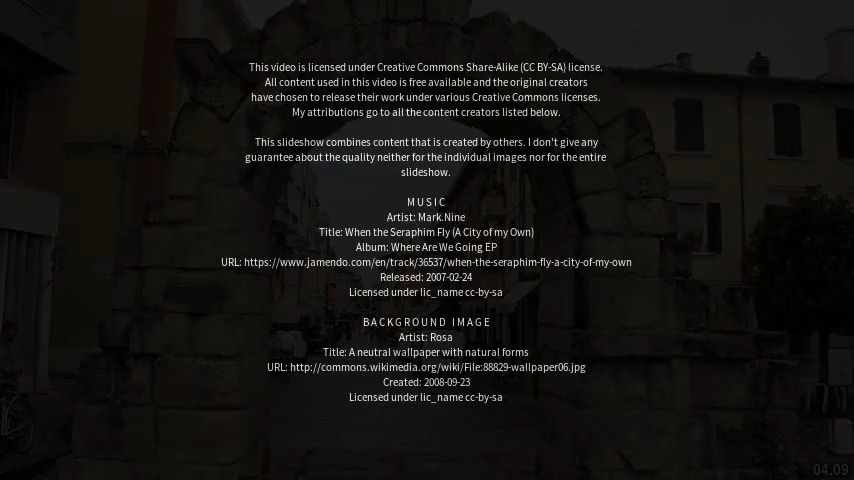 This video is licensed under Creative Commons Share-Alike (CC BY-SA) license.
All content used in this video is free available and the original creators
have chosen to release their work under various Creative Commons licenses.
My attributions go to all the content creators listed below.
This slideshow combines content that is created by others. I don't give any
guarantee about the quality neither for the individual images nor for the entire
slideshow.
MUSIC
Artist: Mark.Nine
Title: When the Seraphim Fly (A City of my Own)
Album: Where Are We Going EP
URL: https://www.jamendo.com/en/track/36537/when-the-seraphim-fly-a-city-of-my-own
Released: 2007-02-24
Licensed under lic_name cc-by-sa
BACKGROUND IMAGE
Artist: Rosa
Title: A neutral wallpaper with natural forms
URL: http://commons.wikimedia.org/wiki/File:88829-wallpaper06.jpg
Created: 2008-09-23
Licensed under lic_name cc-by-sa
04.09